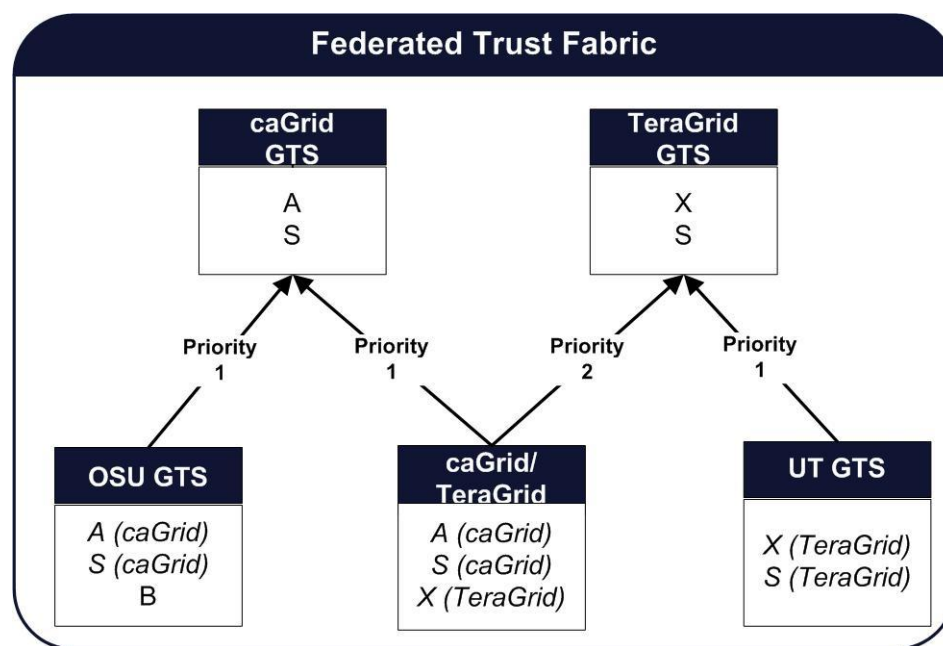 Federated Trust Fabric
caGrid
GTS
A
S
TeraGrid
GTS
X
S
Priority
1
Priority
1
Priority
2
Priority
1
OSU GTS
A (caGrid)
S (caGrid)
B
caGrid/
TeraGrid
A (caGrid)
S (caGrid)
X (TeraGrid)
UT GTS
X (TeraGrid)
S (TeraGrid)